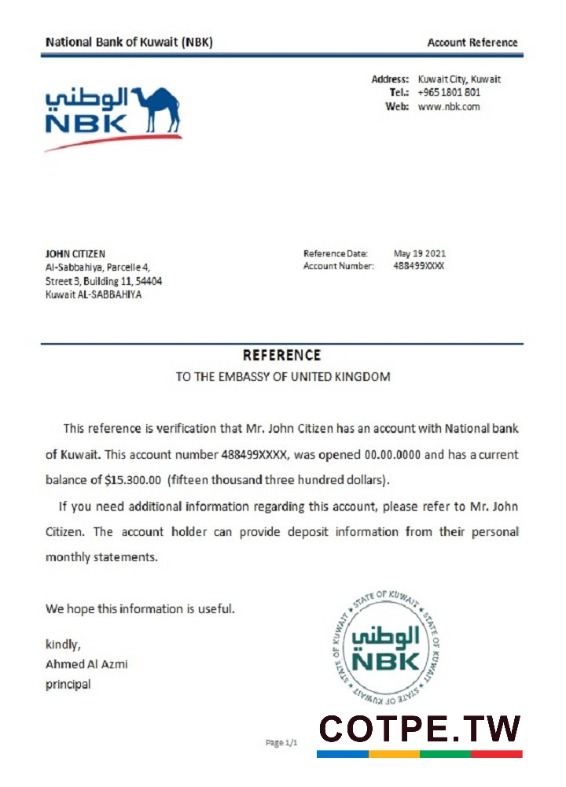 National Bank of Kuwait (NBK)
Account Reference
Address: Kuwait City, Kuwait
Tel.: +965 1801 801
Web: www.nbk.com
الوطني
NBK
JOHN CITIZEN
Al-Sabbahiya, Parcelle 4,
Street 3, Building 11, 54404
Kuwait AL-SABBAHIYA
Reference Date: May 19 2021
Account Number: 488499XXXX
REFERENCE
TO THE EMBASSY OF UNITED KINGDOM
This reference is verification that Mr. John Citizen has an account with National bank
of Kuwait. This account number 488499XXXX, was opened 00.00.0000 and has a current
balance of $15.300.00 (fifteen thousand three hundred dollars).
If you need additional information regarding this account, please refer to Mr. John
Citizen. The account holder can provide deposit information from their personal
monthly statements.
We hope this information is useful.
kindly,
Ahmed Al Azmi
principal
STATE OF KUWAIT ★ STATE OF KUWAIT ★ STATE OF KUWAIT ★ STATE OF KUWAIT ★
الوطني
NBK
Page 1/1
COTPE.TW